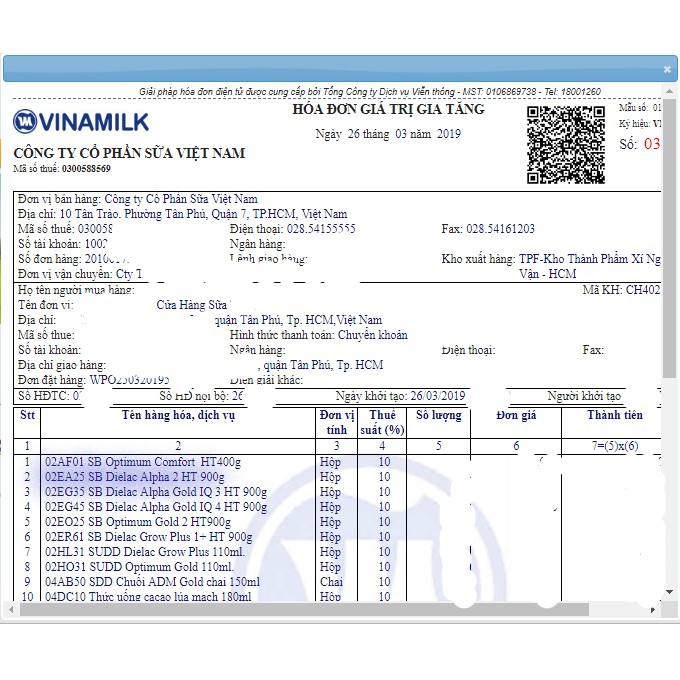 Giải pháp hóa đơn điện tử được cung cấp bởi Tổng Công ty Dịch vụ Viễn thông - MST: 0106869738 - Tel: 18001260
VINAMILK
HÓA ĐƠN GIÁ TRỊ GIA TĂNG
Mẫu số: 01
Ngày 26 tháng 03 năm 2019
Ký hiệu: VI
Số: 03
CÔNG TY CỔ PHẦN SỮA VIỆT NAM
Mã số thuế: 0300588569
Đơn vị bán hàng: Công ty Cổ Phần Sữa Việt Nam
Địa chỉ: 10 Tân Trào. Phường Tân Phú, Quận 7, TP.HCM, Việt Nam
Mã số thuế: 030058 Điện thoại: 028.54155555 Fax: 028.54161203
Số tài khoản: 1002 Ngân hàng:
Số đơn hàng: 2010 Lệnh giao hàng: Kho xuất hàng: TPF-Kho Thành Phẩm Xí Ng
Đơn vị vận chuyển: Cty T Vận - HCM
Họ tên người mua hàng: Mã KH: CH402
Tên đơn vị: Cửa Hàng Sữa
Địa chỉ: quận Tân Phú, Tp. HCM,Việt Nam
Mã số thuế: Hình thức thanh toán: Chuyển khoản
Số tài khoản: Ngân hàng: Điện thoại: Fax:
Địa chỉ giao hàng: , quận Tân Phú, Tp. HCM
Đơn đặt hàng: WPO250320195 Diễn giải khác:
Số HĐTC: 0 Số HĐ nội bộ: 26 Ngày khởi tạo: 26/03/2019 Người khởi tạo
Stt Tên hàng hóa, dịch vụ Đơn vị tính Thuế suất (%) Số lượng Đơn giá Thành tiền
1 2 3 4 5 6 7=(5)x(6)
1 02AF01 SB Optimum Comfort HT400g Hộp 10
2 02EA25 SB Dielac Alpha 2 HT 900g Hộp 10
3 02EG35 SB Dielac Alpha Gold IQ 3 HT 900g Hộp 10
4 02EG45 SB Dielac Alpha Gold IQ 4 HT 900g Hộp 10
5 02EO25 SB Optimum Gold 2 HT900g Hộp 10
6 02ER61 SB Dielac Grow Plus 1+ HT 900g Hộp 10
7 02HL31 SUDD Dielac Grow Plus 110ml. Hộp 10
8 02HO31 SUDD Optimum Gold 110ml. Hộp 10
9 04AB50 SDD Chuối ADM Gold chai 150ml Chai 10
10 04DC10 Thức uống cacao lúa mạch 180ml Hộp 10